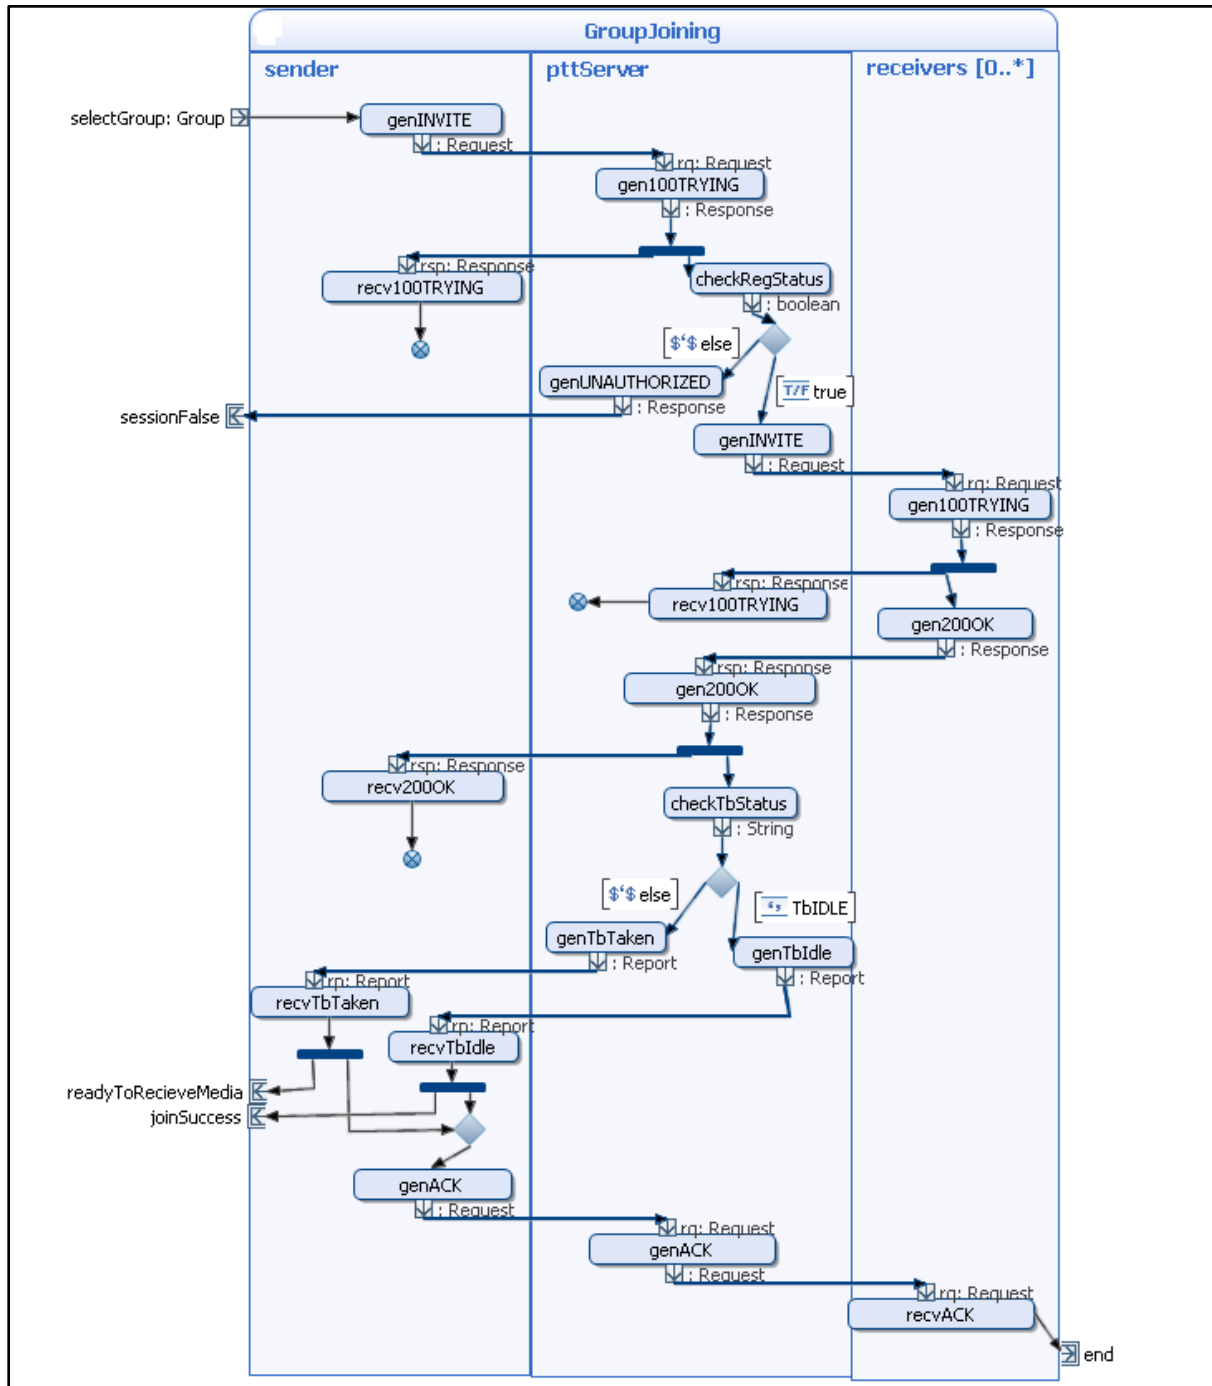 GroupJoining
sender
pttServer
receivers [0..*]
selectGroup: Group
genINVITE
: Request
rq: Request
gen100TRYING
: Response
rsp: Response
recv100TRYING
checkRegStatus
: boolean
$‘$ else
genUNAUTHORIZED
: Response
T/F true
sessionFalse
genINVITE
: Request
rq: Request
gen100TRYING
: Response
rsp: Response
recv100TRYING
gen200OK
: Response
rsp: Response
gen200OK
: Response
rsp: Response
recv200OK
checkTbStatus
: String
$‘$ else
“, TbIDLE
genTbTaken
: Report
genTbIdle
: Report
rp: Report
recvTbTaken
rp: Report
recvTbIdle
readyToRecieveMedia
joinSuccess
genACK
: Request
rq: Request
genACK
: Request
rq: Request
recvACK
end